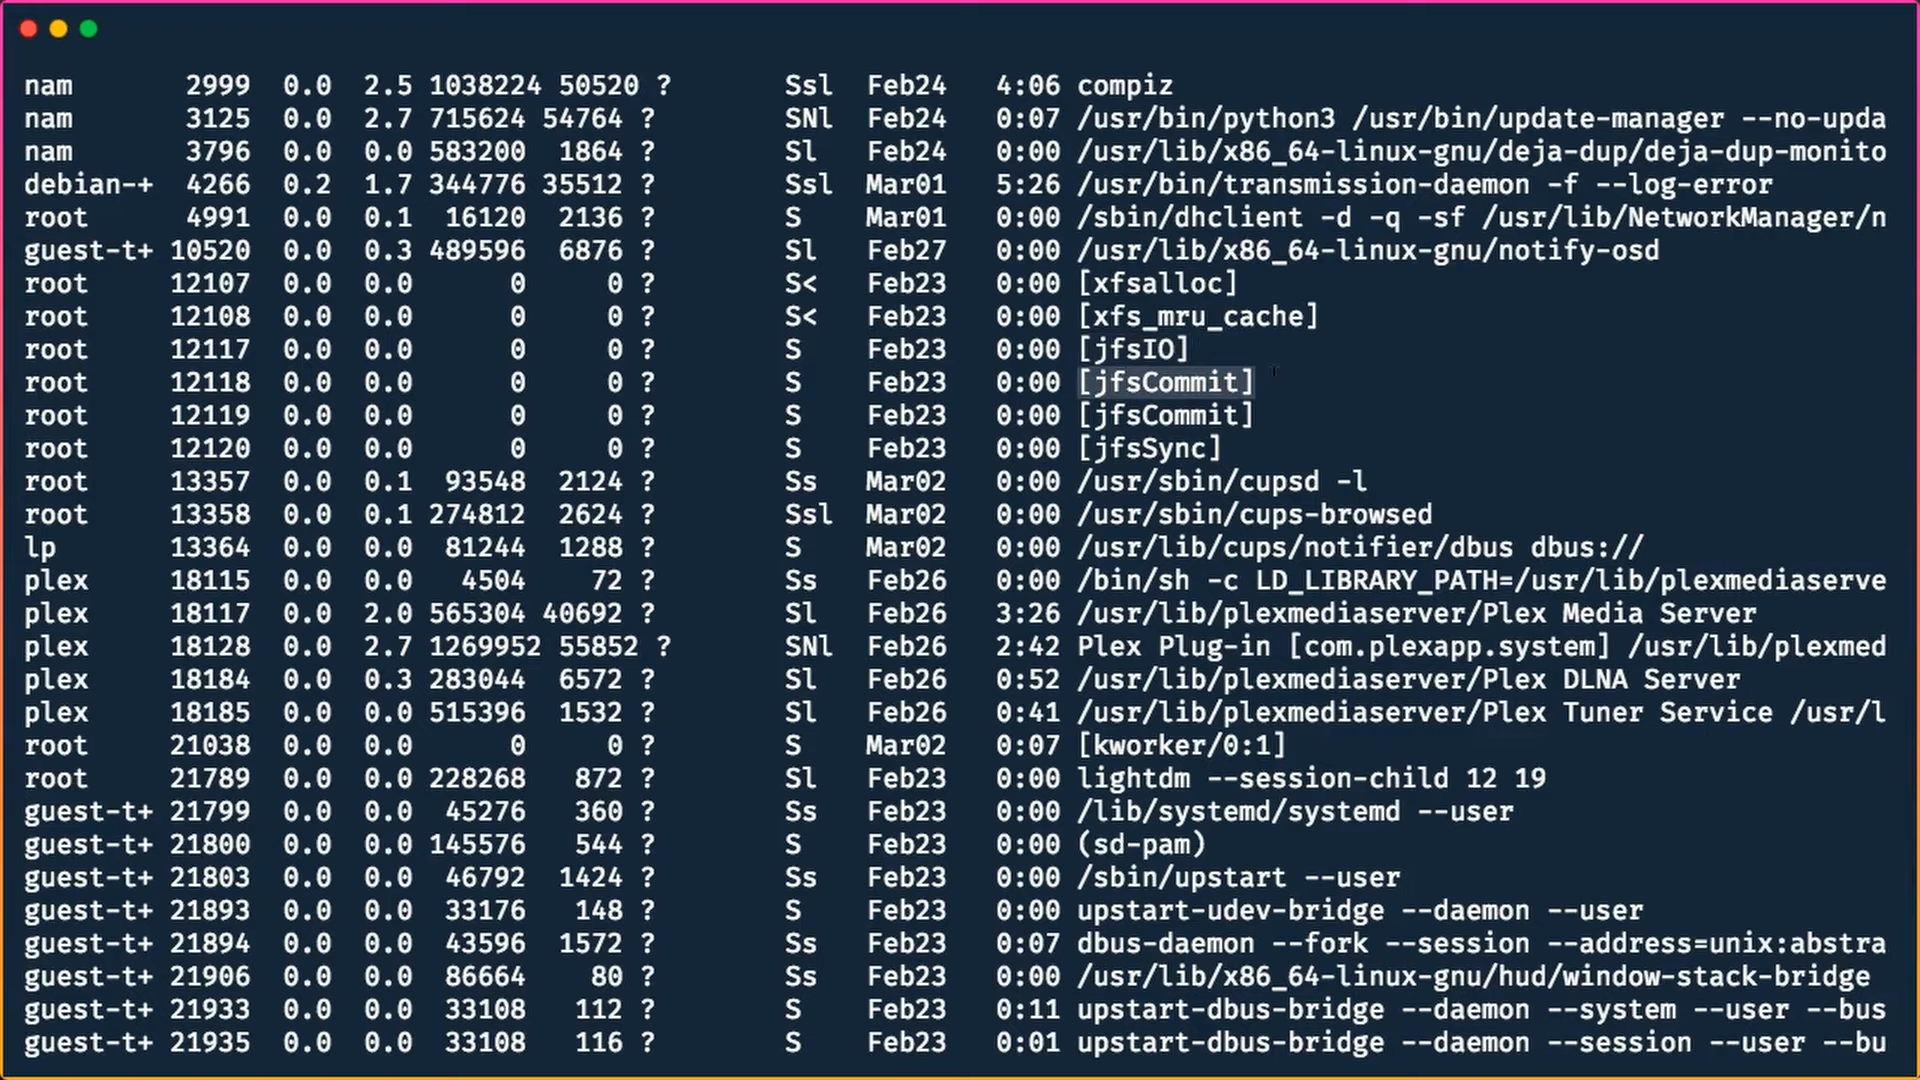 nam 2999 0.0 2.5 1038224 50520 ? Ssl Feb24 4:06 compiz
nam 3125 0.0 2.7 715624 54764 ? SNl Feb24 0:07 /usr/bin/python3 /usr/bin/update-manager --no-upda
nam 3796 0.0 0.0 583200 1864 ? Sl Feb24 0:00 /usr/lib/x86_64-linux-gnu/deja-dup/deja-dup-monito
debian-+ 4266 0.2 1.7 344776 35512 ? Ssl Mar01 5:26 /usr/bin/transmission-daemon -f --log-error
root 4991 0.0 0.1 16120 2136 ? S Mar01 0:00 /sbin/dhclient -d -q -sf /usr/lib/NetworkManager/n
guest-t+ 10520 0.0 0.3 489596 6876 ? Sl Feb27 0:00 /usr/lib/x86_64-linux-gnu/notify-osd
root 12107 0.0 0.0 0 0 ? S< Feb23 0:00 [xfsalloc]
root 12108 0.0 0.0 0 0 ? S< Feb23 0:00 [xfs_mru_cache]
root 12117 0.0 0.0 0 0 ? S Feb23 0:00 [jfsIO]
root 12118 0.0 0.0 0 0 ? S Feb23 0:00 [jfsCommit]
root 12119 0.0 0.0 0 0 ? S Feb23 0:00 [jfsCommit]
root 12120 0.0 0.0 0 0 ? S Feb23 0:00 [jfsSync]
root 13357 0.0 0.1 93548 2124 ? Ss Mar02 0:00 /usr/sbin/cupsd -l
root 13358 0.0 0.1 274812 2624 ? Ssl Mar02 0:00 /usr/sbin/cups-browsed
lp 13364 0.0 0.0 81244 1288 ? S Mar02 0:00 /usr/lib/cups/notifier/dbus dbus://
plex 18115 0.0 0.0 4504 72 ? Ss Feb26 0:00 /bin/sh -c LD_LIBRARY_PATH=/usr/lib/plexmediaserve
plex 18117 0.0 2.0 565304 40692 ? Sl Feb26 3:26 /usr/lib/plexmediaserver/Plex Media Server
plex 18128 0.0 2.7 1269952 55852 ? SNl Feb26 2:42 Plex Plug-in [com.plexapp.system] /usr/lib/plexmed
plex 18184 0.0 0.3 283044 6572 ? Sl Feb26 0:52 /usr/lib/plexmediaserver/Plex DLNA Server
plex 18185 0.0 0.0 515396 1532 ? Sl Feb26 0:41 /usr/lib/plexmediaserver/Plex Tuner Service /usr/l
root 21038 0.0 0.0 0 0 ? S Mar02 0:07 [kworker/0:1]
root 21789 0.0 0.0 228268 872 ? Sl Feb23 0:00 lightdm --session-child 12 19
guest-t+ 21799 0.0 0.0 45276 360 ? Ss Feb23 0:00 /lib/systemd/systemd --user
guest-t+ 21800 0.0 0.0 145576 544 ? S Feb23 0:00 (sd-pam)
guest-t+ 21803 0.0 0.0 46792 1424 ? Ss Feb23 0:00 /sbin/upstart --user
guest-t+ 21893 0.0 0.0 33176 148 ? S Feb23 0:00 upstart-udev-bridge --daemon --user
guest-t+ 21894 0.0 0.0 43596 1572 ? Ss Feb23 0:07 dbus-daemon --fork --session --address=unix:abstra
guest-t+ 21906 0.0 0.0 86664 80 ? Ss Feb23 0:00 /usr/lib/x86_64-linux-gnu/hud/window-stack-bridge
guest-t+ 21933 0.0 0.0 33108 112 ? S Feb23 0:11 upstart-dbus-bridge --daemon --system --user --bus
guest-t+ 21935 0.0 0.0 33108 116 ? S Feb23 0:01 upstart-dbus-bridge --daemon --session --user --bu